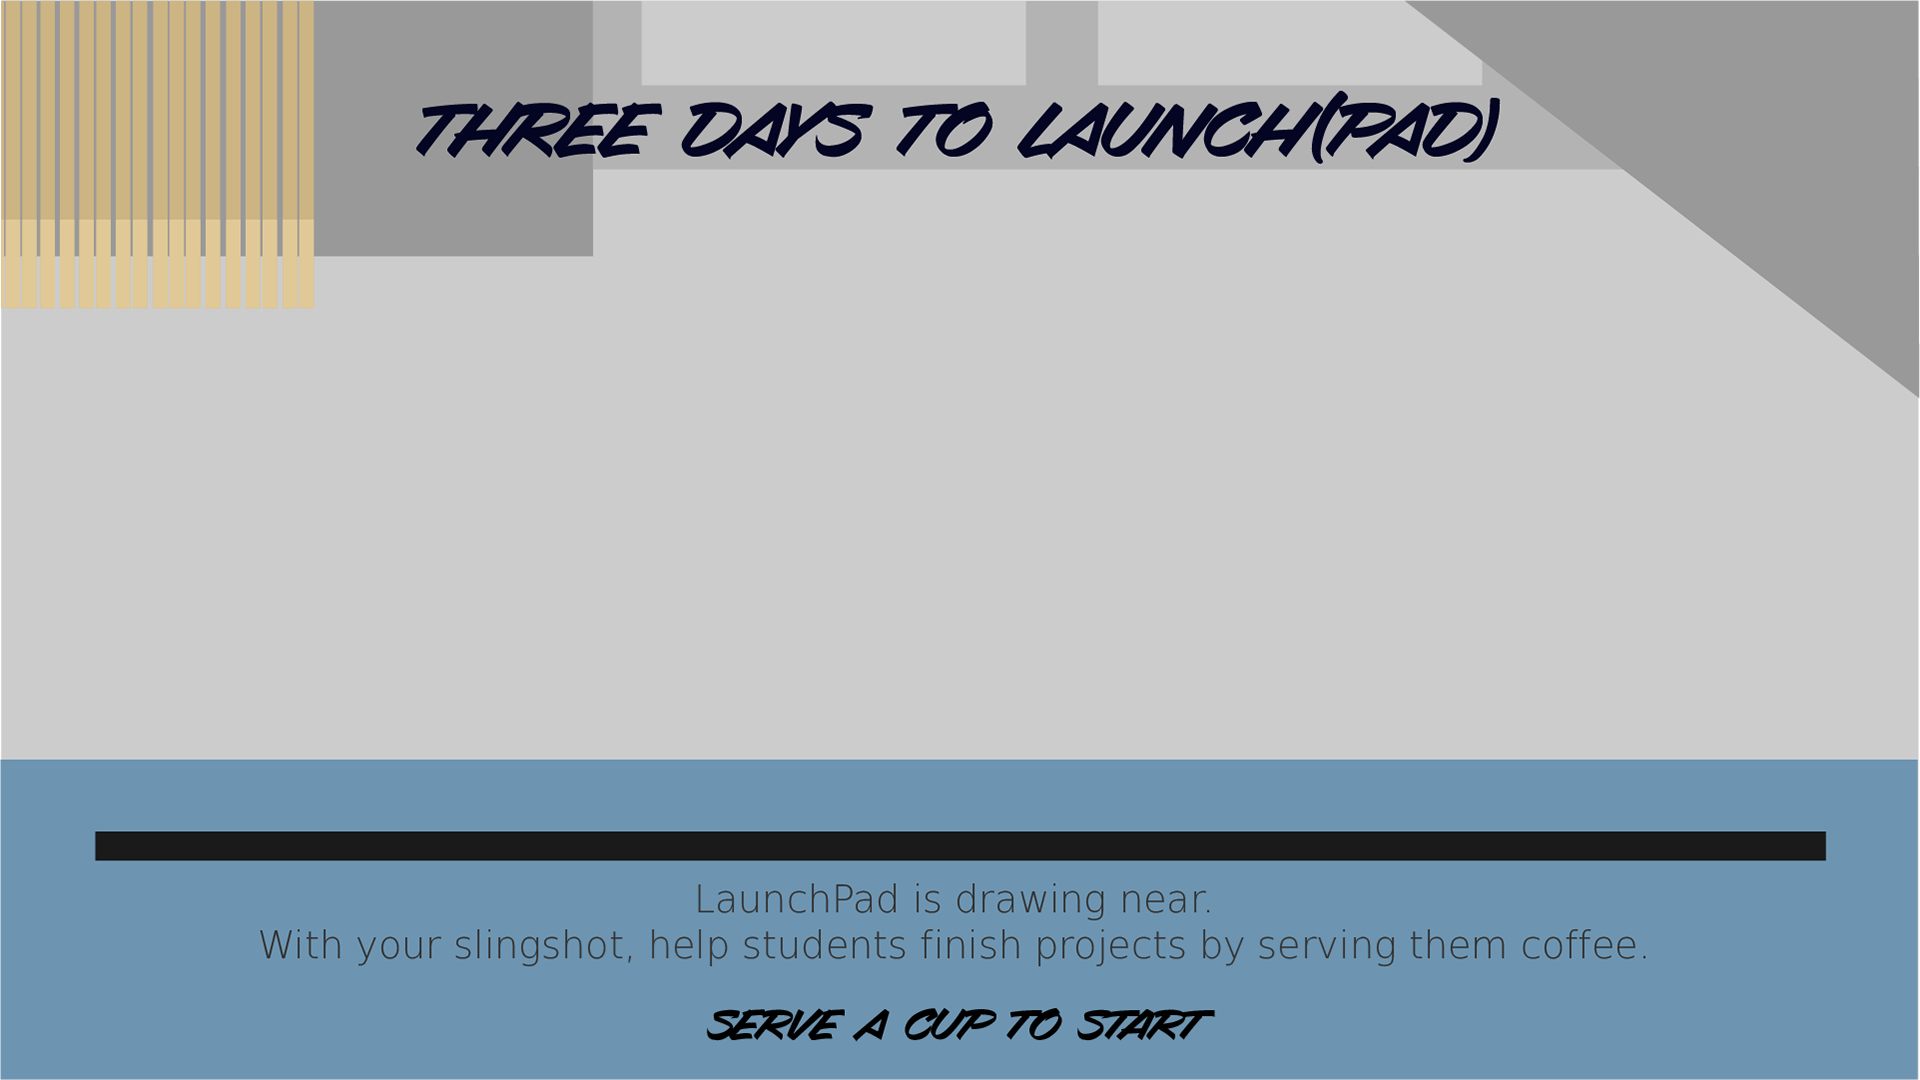 THREE DAYS TO LAUNCH(PAD)
LaunchPad is drawing near.
With your slingshot, help students finish projects by serving them coffee.
SERVE A CUP TO START